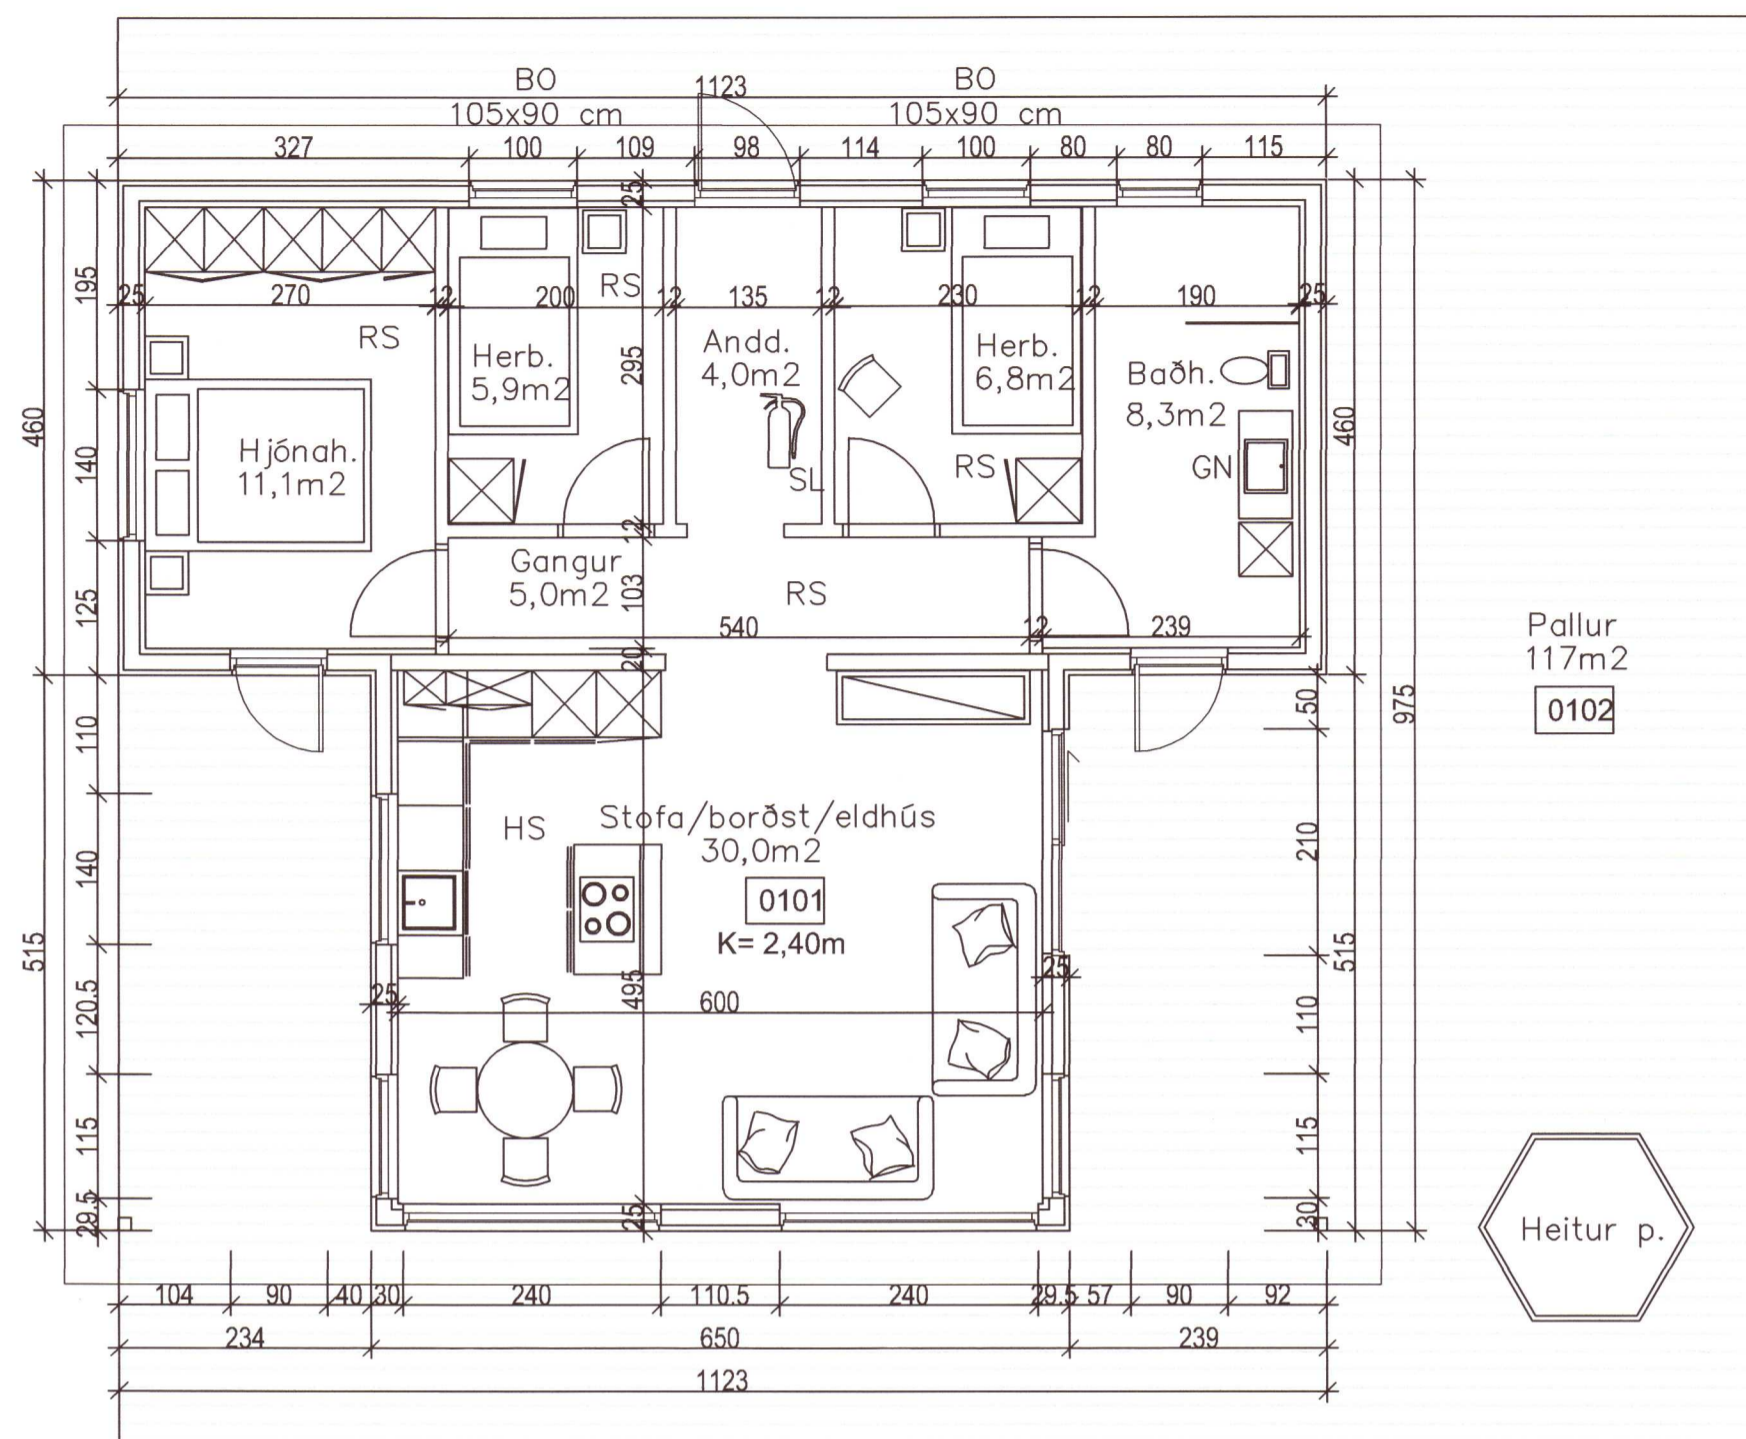 BO
1123
BO
105x90 cm
105x90 cm
327
100
109
98
114
100
80
80
115
25
195
140
125
460
110
140
120.5
115
29.5
515
25
270
12
200
12
135
12
230
12
190
25
RS
RS
Herb.
5,9m2
295
Andd.
4,0m2
SL
Herb.
6,8m2
RS
Baðh.
8,3m2
GN
Hjónah.
11,1m2
12
Gangur
5,0m2
103
RS
540
12
239
20
460
975
50
210
515
110
115
30
Pallur
117m2
0102
HS
Stofa/borðst/eldhús
30,0m2
0101
K= 2,40m
25
495
600
25
25
Heitur p.
104
90
40
30
240
110.5
240
29.5
57
90
92
234
650
239
1123